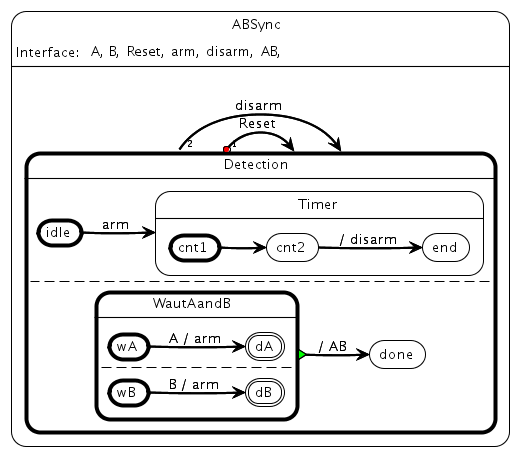 ABSync
Interface: A, B, Reset, arm, disarm, AB,
disarm
Reset
2
1
Detection
Timer
idle
arm
cnt1
cnt2
/ disarm
end
WautAandB
wA
A / arm
dA
/ AB
done
wB
B / arm
dB